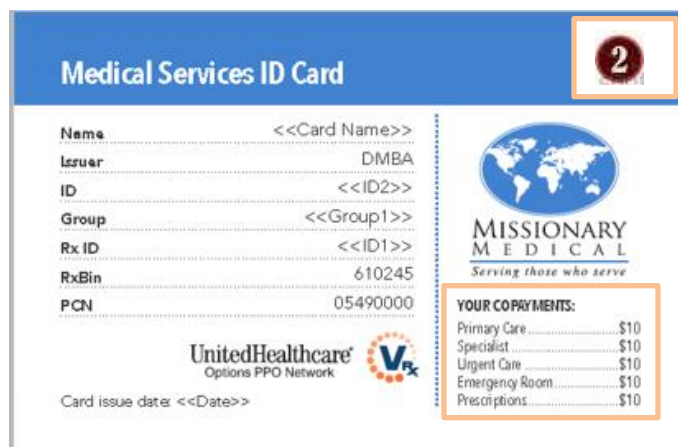 Medical Services ID Card
2
Name <<Card Name>>
Issuer DMBA
ID <<ID2>>
Group <<Group1>>
Rx ID <<ID1>>
RxBin 610245
PCN 05490000
UnitedHealthcare®
Options PPO Network
VRx
Card issue date: <<Date>>
MISSIONARY
MEDICAL
Serving those who serve
YOUR COPAYMENTS:
Primary Care ........ $10
Specialist ........ $10
Urgent Care ........ $10
Emergency Room ........ $10
Prescriptions ........ $10